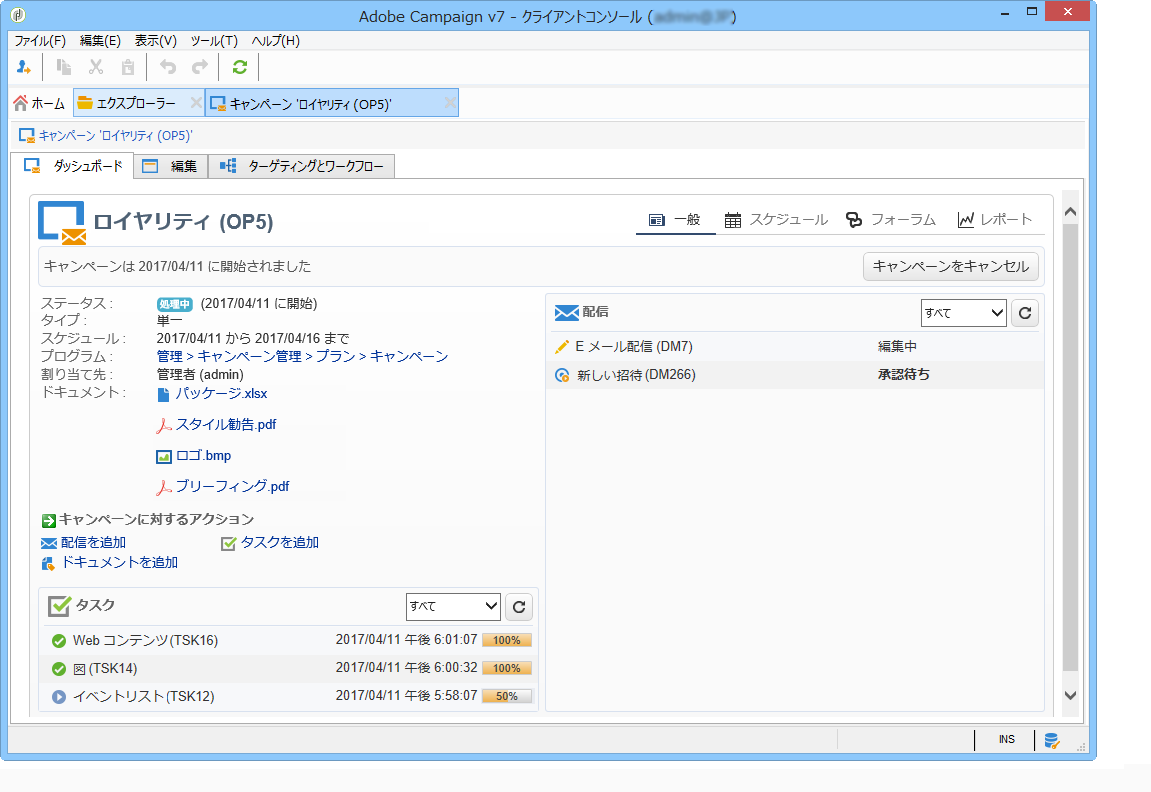 Adobe Campaign v7 - クライアントコンソール (
ファイル(F) 編集(E) 表示(V) ツール(T) ヘルプ(H)
ホーム エクスプローラー キャンペーン 'ロイヤリティ (OP5)'
キャンペーン 'ロイヤリティ (OP5)'
ダッシュボード 編集 ターゲティングとワークフロー
ロイヤリティ (OP5) 一般 スケジュール フォーラム レポート
キャンペーンは 2017/04/11 に開始されました キャンペーンをキャンセル
ステータス : 処理中 (2017/04/11 に開始)
タイプ : 単一
スケジュール : 2017/04/11 から 2017/04/16 まで
プログラム : 管理 > キャンペーン管理 > プラン > キャンペーン
割り当て先 : 管理者 (admin)
ドキュメント : パッケージ.xlsx
スタイル勧告.pdf
ロゴ.bmp
ブリーフィング.pdf
キャンペーンに対するアクション
配信を追加 タスクを追加
ドキュメントを追加
タスク すべて
Web コンテンツ(TSK16) 2017/04/11 午後 6:01:07 100%
図 (TSK14) 2017/04/11 午後 6:00:32 100%
イベントリスト(TSK12) 2017/04/11 午後 5:58:07 50%
配信 すべて
E メール配信 (DM7) 編集中
新しい招待 (DM266) 承認待ち
INS